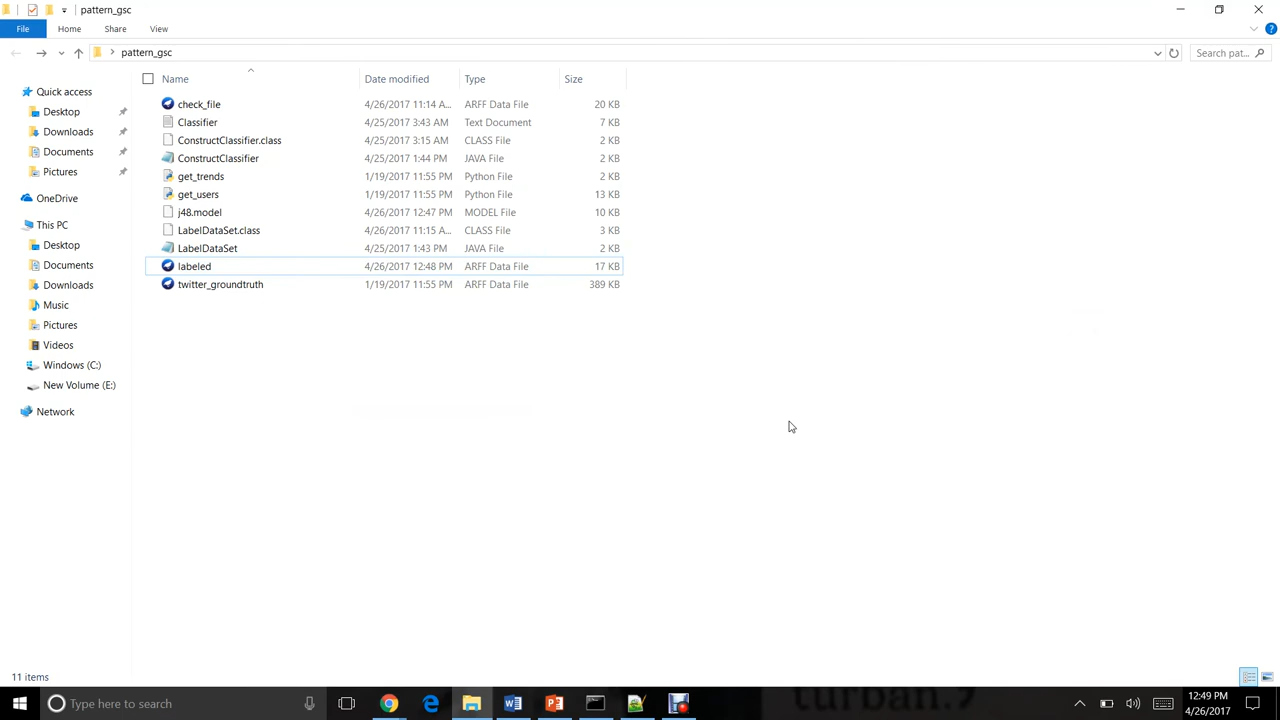 pattern_gsc
File Home Share View
pattern_gsc Search pat...
Name Date modified Type Size
Quick access
Desktop
Downloads
Documents
Pictures
OneDrive
This PC
Desktop
Documents
Downloads
Music
Pictures
Videos
Windows (C:)
New Volume (E:)
Network
check_file 4/26/2017 11:14 A... ARFF Data File 20 KB
Classifier 4/25/2017 3:43 AM Text Document 7 KB
ConstructClassifier.class 4/25/2017 3:15 AM CLASS File 2 KB
ConstructClassifier 4/25/2017 1:44 PM JAVA File 2 KB
get_trends 1/19/2017 11:55 PM Python File 2 KB
get_users 1/19/2017 11:55 PM Python File 13 KB
j48.model 4/26/2017 12:47 PM MODEL File 10 KB
LabelDataSet.class 4/26/2017 11:15 A... CLASS File 3 KB
LabelDataSet 4/25/2017 1:43 PM JAVA File 2 KB
labeled 4/26/2017 12:48 PM ARFF Data File 17 KB
twitter_groundtruth 1/19/2017 11:55 PM ARFF Data File 389 KB
11 items
Type here to search
12:49 PM
4/26/2017